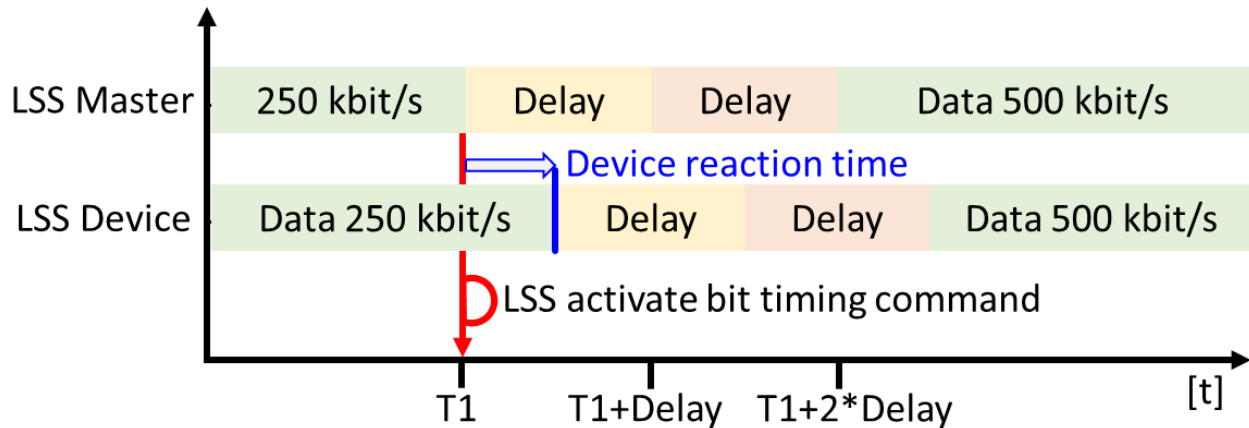 LSS Master 250 kbit/s Delay Delay Data 500 kbit/s
Device reaction time
LSS Device Data 250 kbit/s Delay Delay Data 500 kbit/s
LSS activate bit timing command
T1 T1+Delay T1+2*Delay [t]